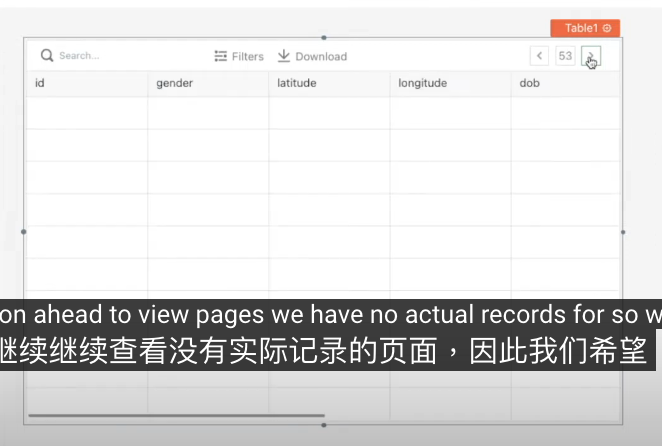 Table1
Search...
Filters
Download
53
id gender latitude longitude dob
on ahead to view pages we have no actual records for so w
继续继续查看没有实际记录的页面，因此我们希望